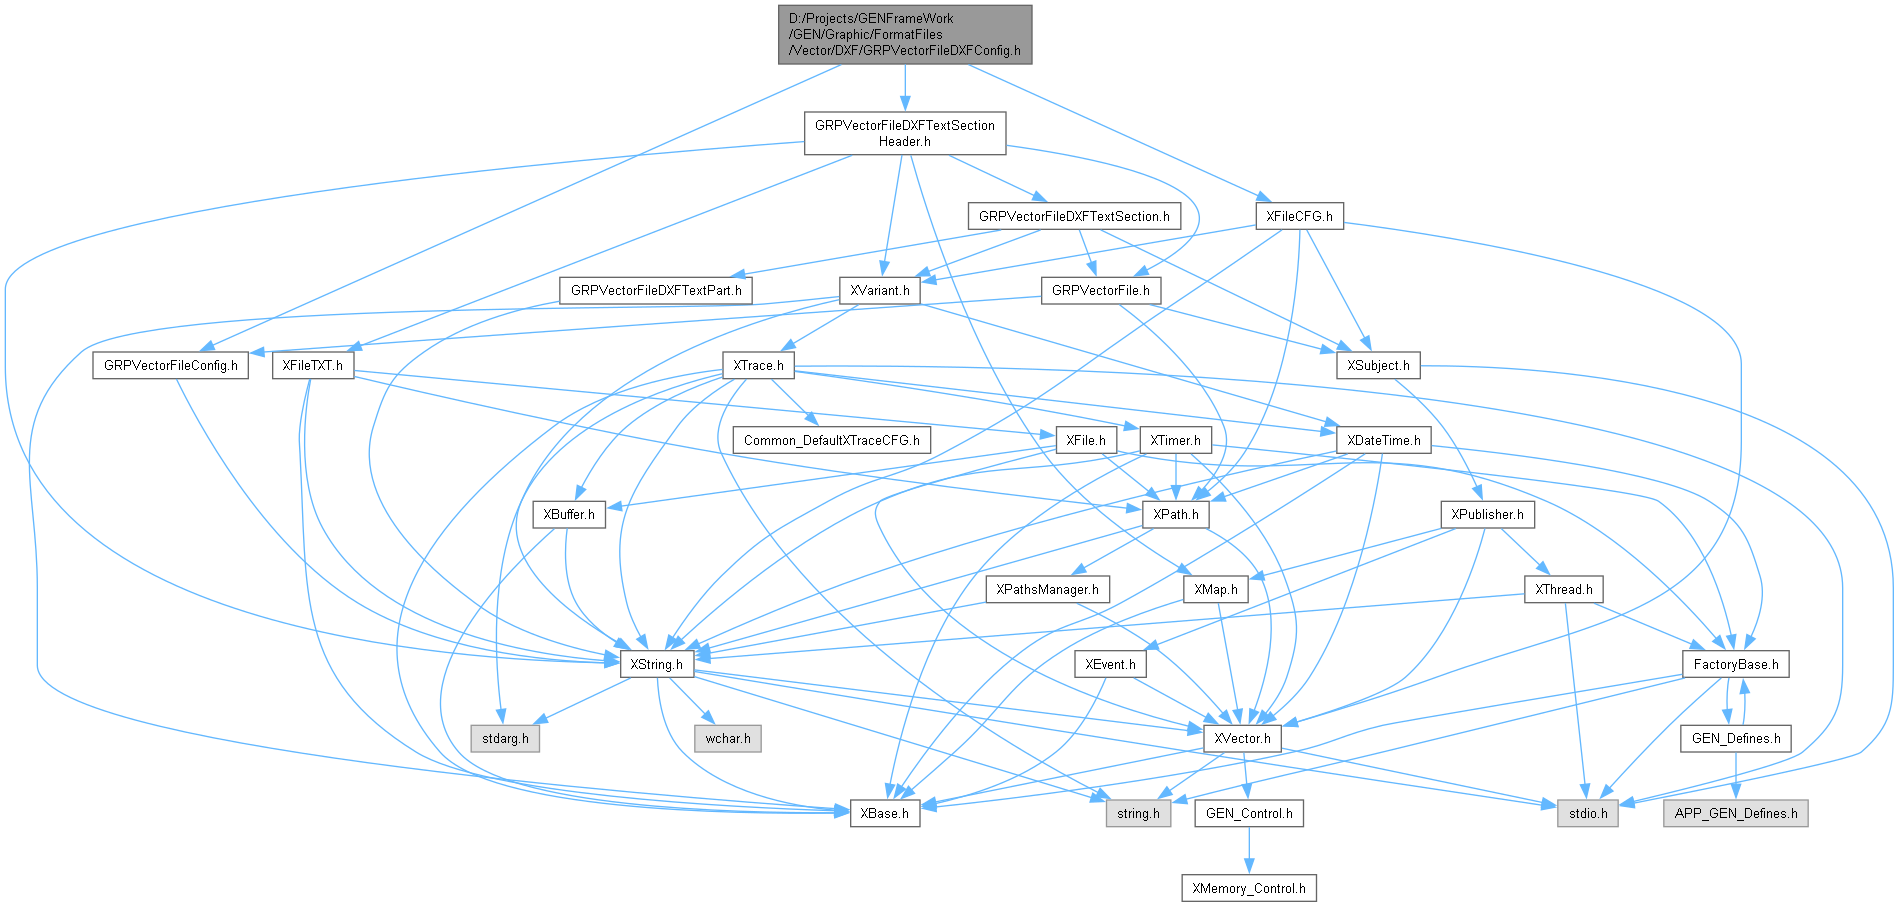 D:/Projects/GENFrameWork
/GEN/Graphic/FormatFiles
/Vector/DXF/GRPVectorFileDXFConfig.h
GRPVectorFileDXFTextSection
Header.h
GRPVectorFileDXFTextSection.h
XFileCFG.h
GRPVectorFileDXFTextPart.h
XVariant.h
GRPVectorFile.h
GRPVectorFileConfig.h
XFileTXT.h
XTrace.h
XSubject.h
Common_DefaultXTraceCFG.h
XFile.h
XTimer.h
XDateTime.h
XBuffer.h
XPath.h
XPublisher.h
XPathsManager.h
XMap.h
XThread.h
XString.h
XEvent.h
FactoryBase.h
stdarg.h
wchar.h
XVector.h
GEN_Defines.h
XBase.h
string.h
GEN_Control.h
stdio.h
APP_GEN_Defines.h
XMemory_Control.h